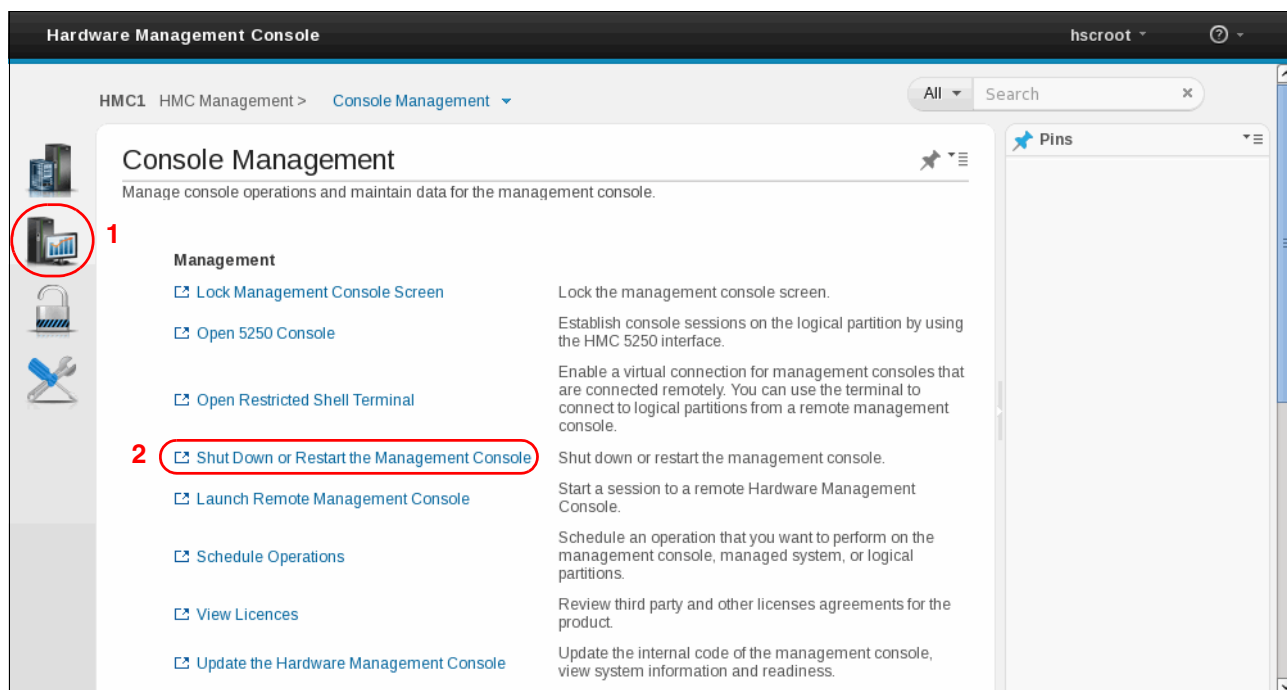 Hardware Management Console
hscroot
HMC1 HMC Management > Console Management
All Search
Console Management
Manage console operations and maintain data for the management console.
Pins
1
Management
Lock Management Console Screen
Lock the management console screen.
Open 5250 Console
Establish console sessions on the logical partition by using
the HMC 5250 interface.
Open Restricted Shell Terminal
Enable a virtual connection for management consoles that
are connected remotely. You can use the terminal to
connect to logical partitions from a remote management
console.
2
Shut Down or Restart the Management Console
Shut down or restart the management console.
Launch Remote Management Console
Start a session to a remote Hardware Management
Console.
Schedule Operations
Schedule an operation that you want to perform on the
management console, managed system, or logical
partitions.
View Licences
Review third party and other licenses agreements for the
product.
Update the Hardware Management Console
Update the internal code of the management console,
view system information and readiness.